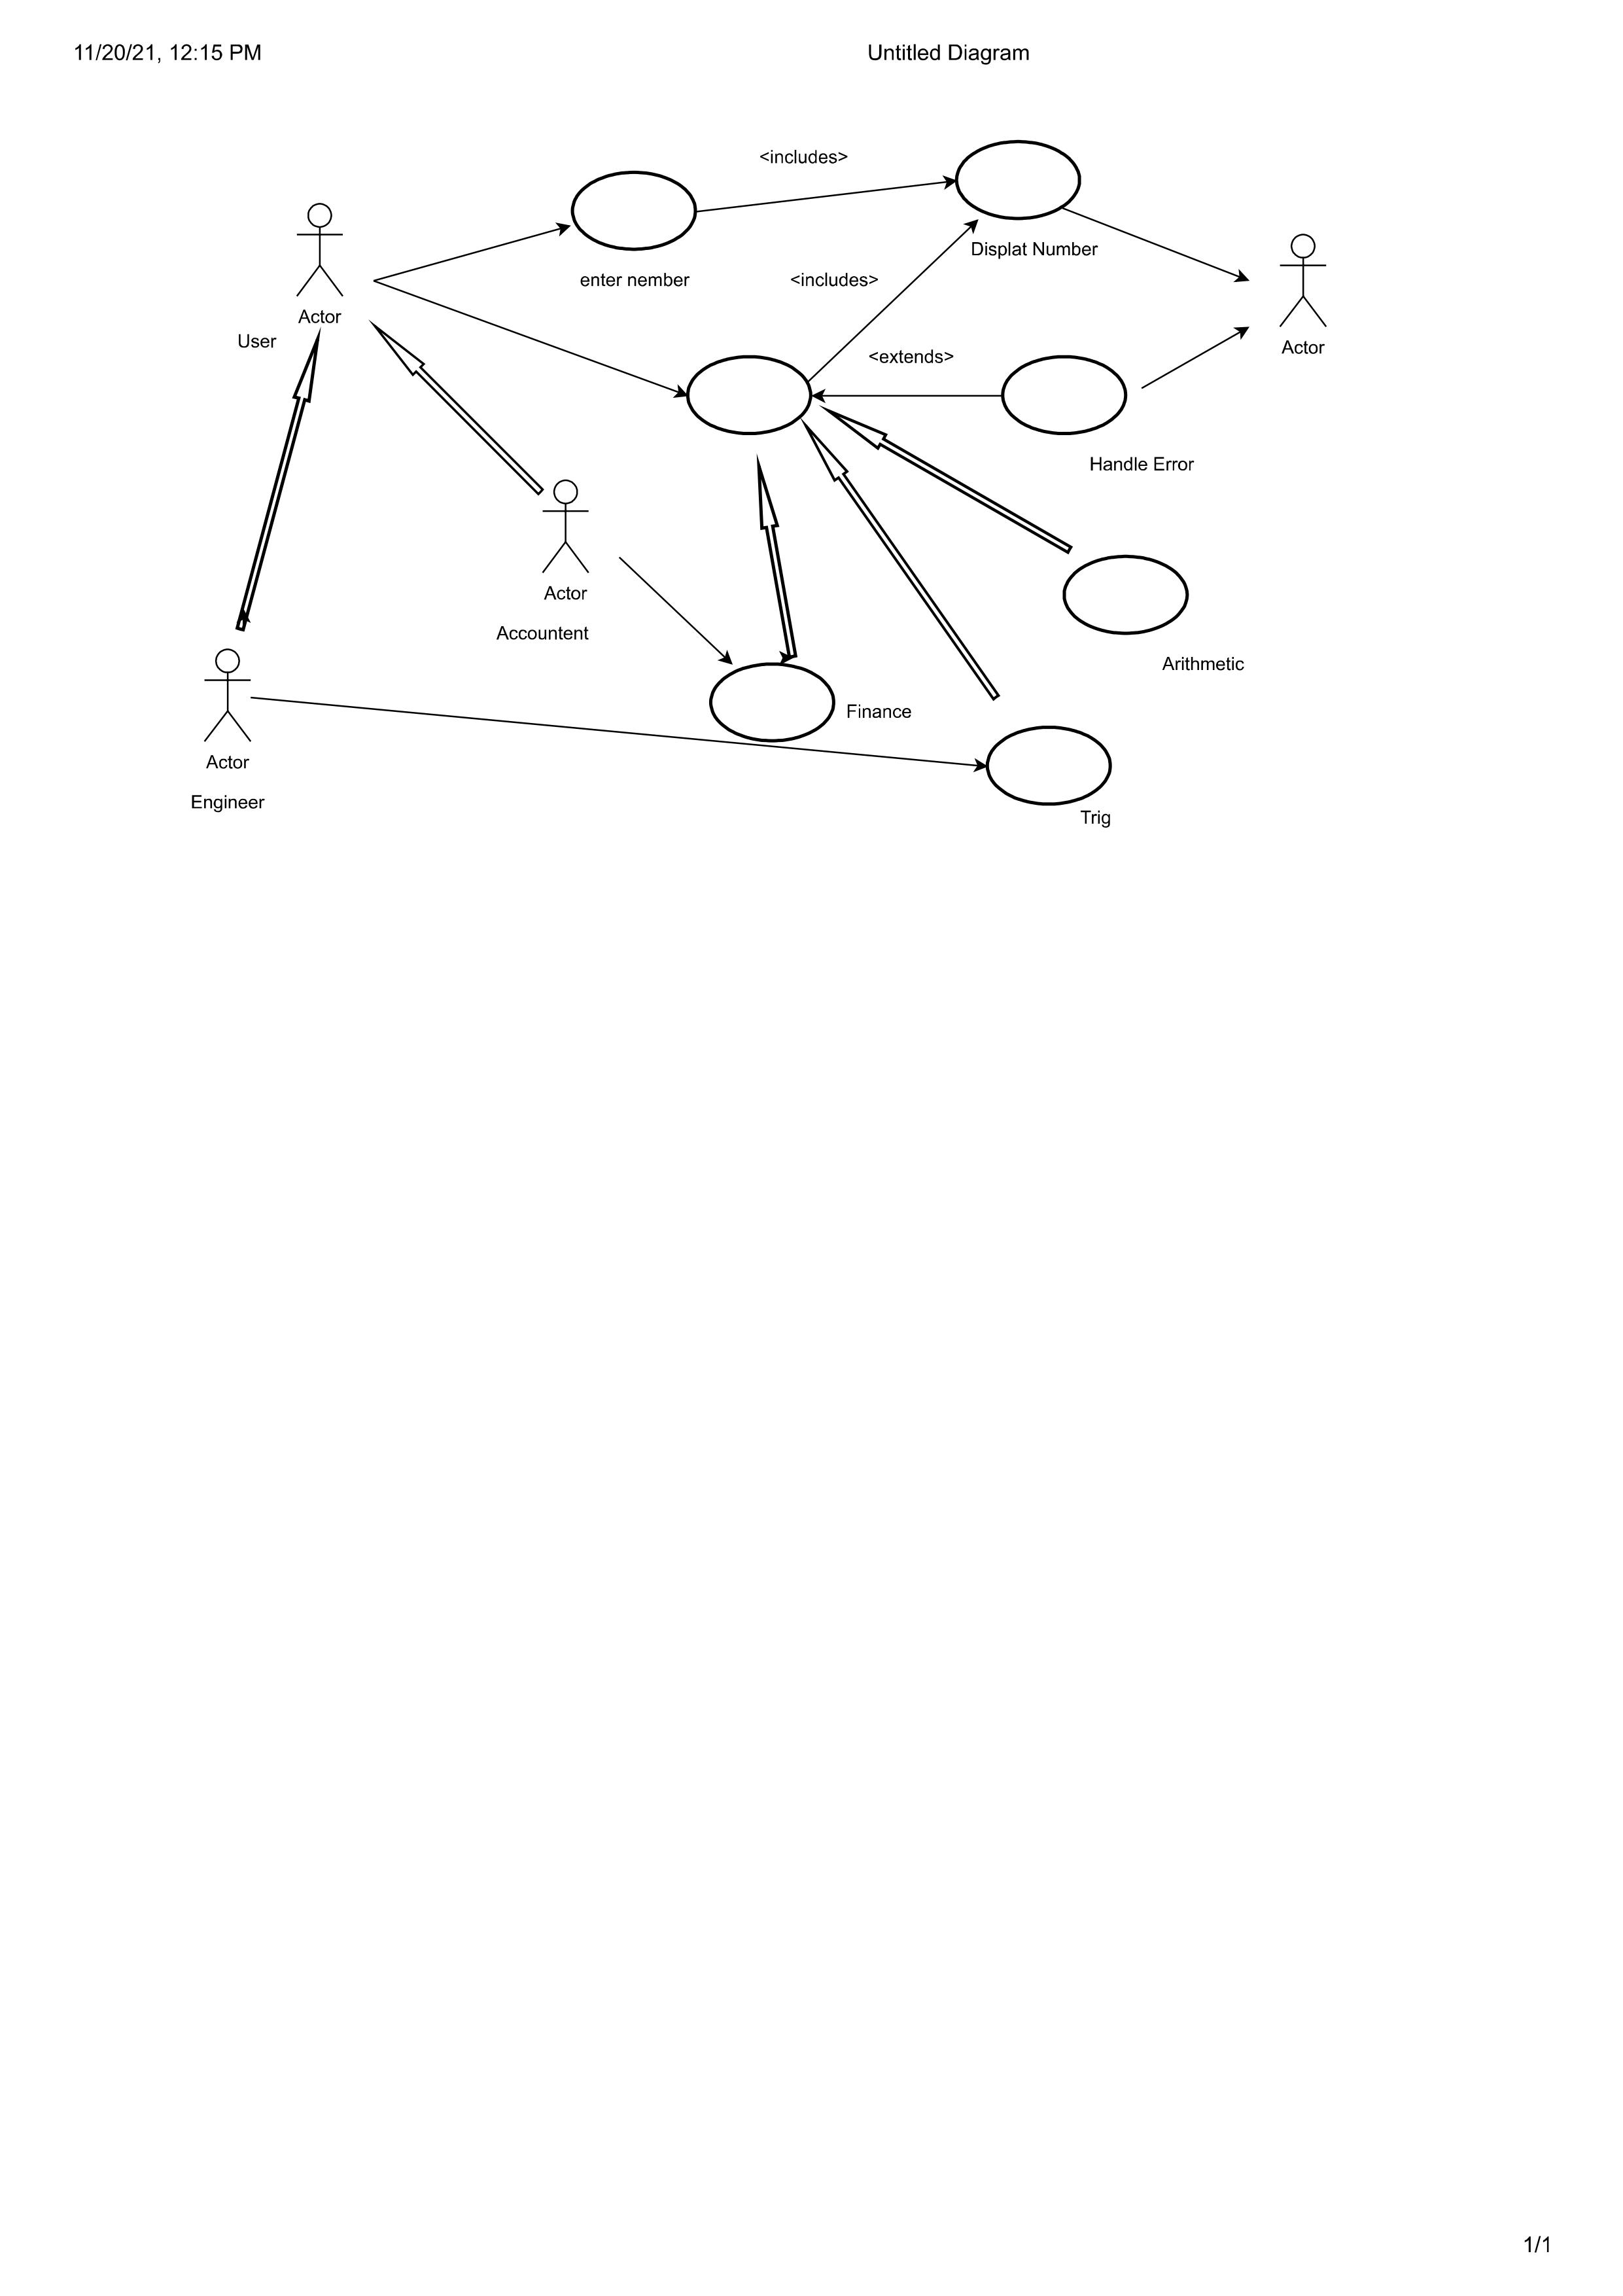 11/20/21, 12:15 PM
Untitled Diagram
<includes>
Displat Number
enter nember
<includes>
Actor
User
Actor
<extends>
Handle Error
Actor
Accountent
Arithmetic
Finance
Actor
Engineer
Trig
1/1